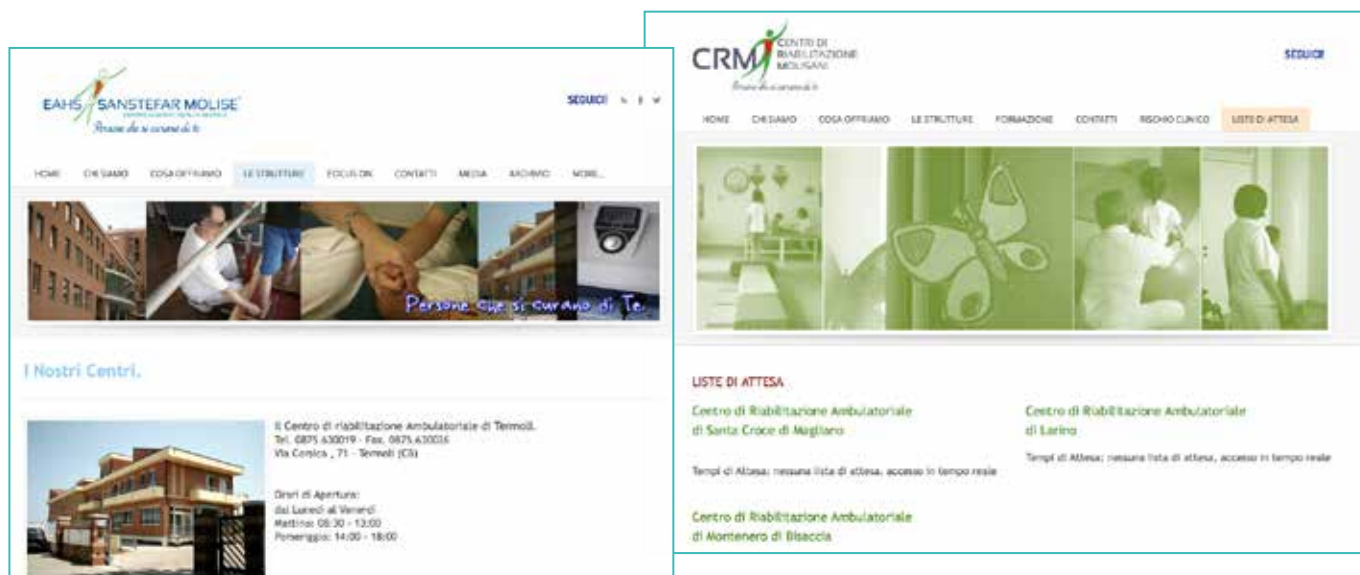 EAHS SANSTEFAR MOLISE
Persone che si curano di te
SEGUICI!
HOME CHI SIAMO COSA OFFRIAMO LE STRUTTURE FOCUS ON CONTATTI MEDIA ARCHIVIO MORE...
Persone che si curano di Te.
I Nostri Centri.
Il Centro di riabilitazione Ambulatoriale di Termoli.
Tel. 0875.630019 - Fax. 0875.630026
Via Corsica , 71 - Termoli (CB)
Orari di Apertura:
dal Lunedì al Venerdì
Mattina: 08:30 - 13:00
Pomeriggio: 14:00 - 18:00
CRM CENTRI DI
RIABILITAZIONE
MOLISANI
Persone che si curano di te
SEGUICI!
HOME CHI SIAMO COSA OFFRIAMO LE STRUTTURE FORMAZIONE CONTATTI RISCHIO CLINICO LISTE DI ATTESA
LISTE DI ATTESA
Centro di Riabilitazione Ambulatoriale
di Santa Croce di Magliano
Tempi di Attesa: nessuna lista di attesa, accesso in tempo reale
Centro di Riabilitazione Ambulatoriale
di Larino
Tempi di Attesa: nessuna lista di attesa, accesso in tempo reale
Centro di Riabilitazione Ambulatoriale
di Montenero di Bisaccia